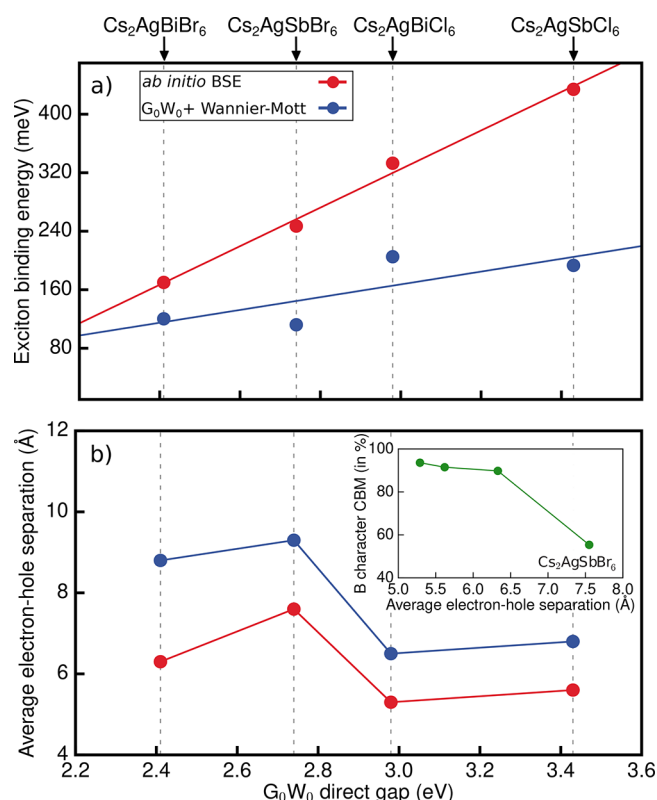 Cs₂AgBiBr₆ Cs₂AgSbBr₆ Cs₂AgBiCl₆ Cs₂AgSbCl₆
a)
ab initio BSE
G₀W₀+ Wannier-Mott
Exciton binding energy (meV)
400
320
240
160
80
b)
Average electron-hole separation (Å)
12
10
8
6
4
B character CBM (in %)
100
80
60
40
Cs₂AgSbBr₆
5.0 5.5 6.0 6.5 7.0 7.5 8.0
Average electron-hole separation (Å)
2.2 2.4 2.6 2.8 3.0 3.2 3.4 3.6
G₀W₀ direct gap (eV)